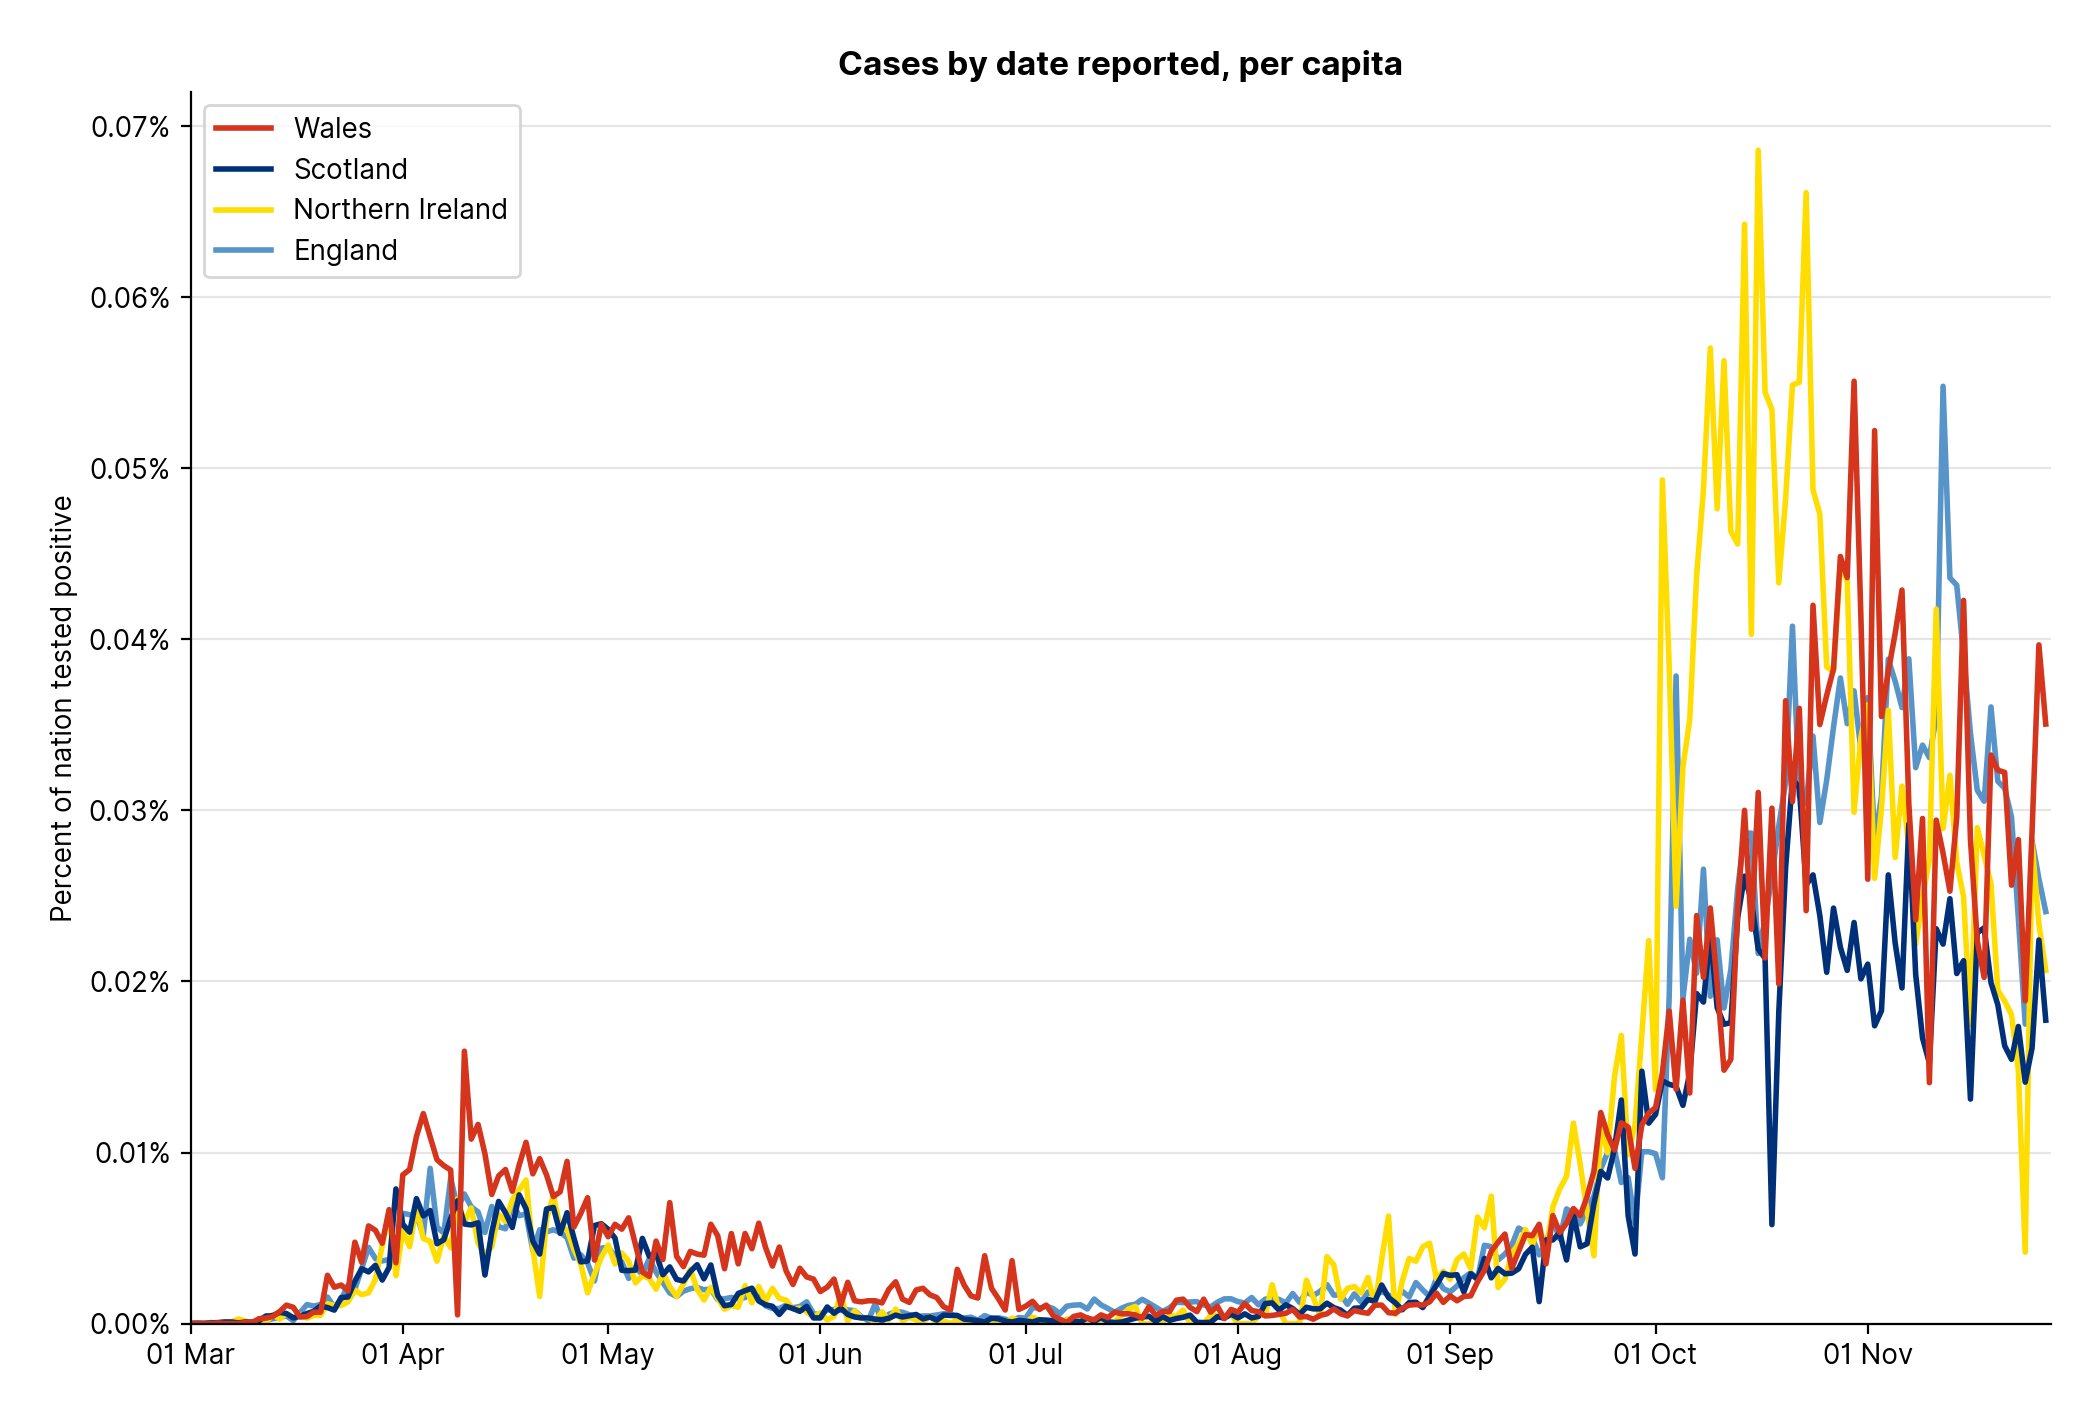 Cases by date reported, per capita
Wales
Scotland
Northern Ireland
England
Percent of nation tested positive
0.07%
0.06%
0.05%
0.04%
0.03%
0.02%
0.01%
0.00%
01 Mar
01 Apr
01 May
01 Jun
01 Jul
01 Aug
01 Sep
01 Oct
01 Nov